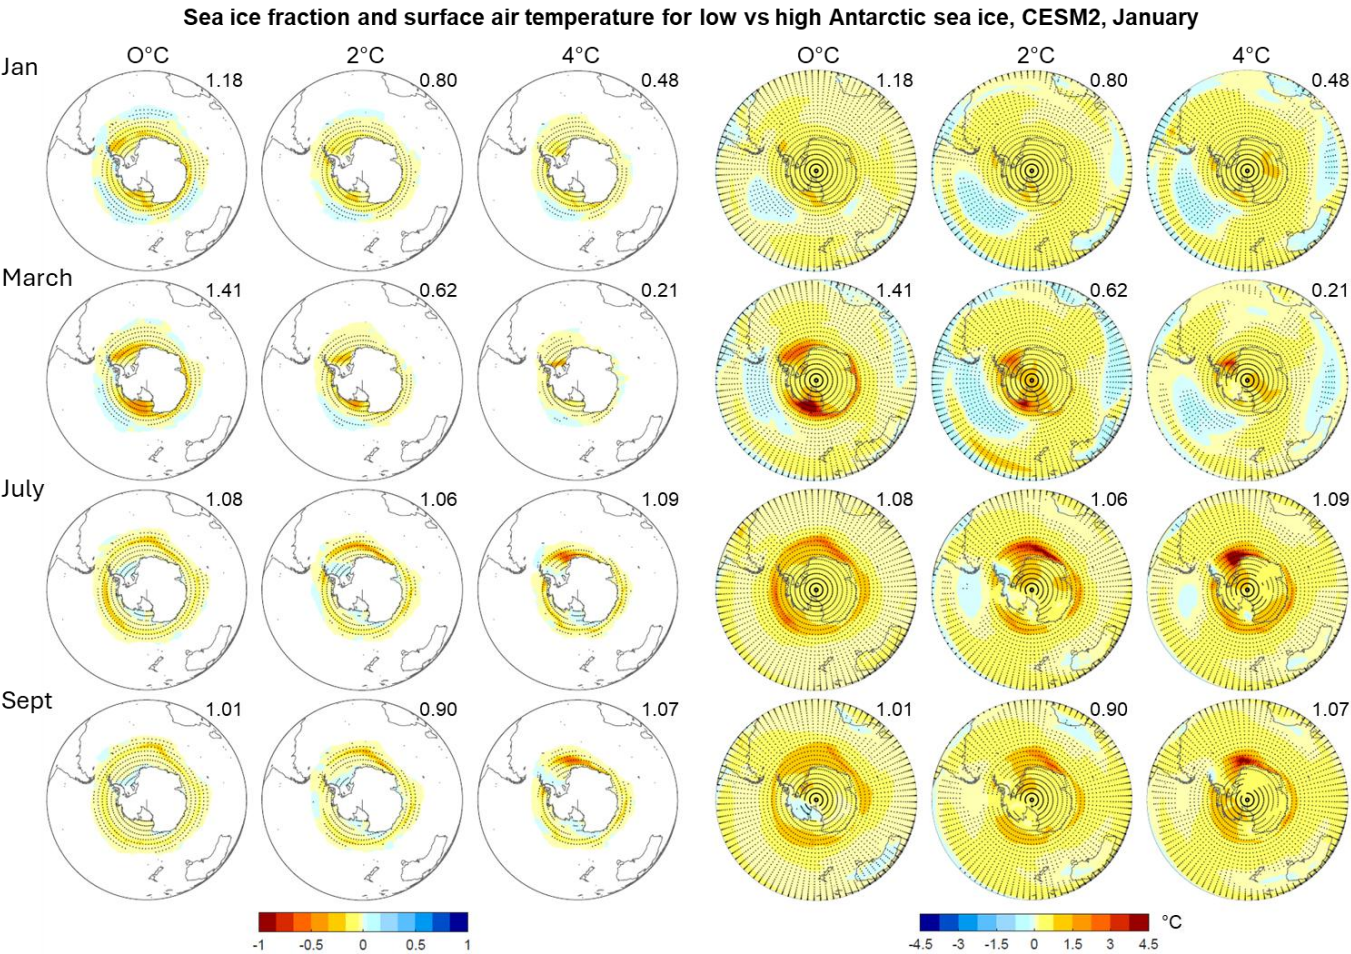 Sea ice fraction and surface air temperature for low vs high Antarctic sea ice, CESM2, January
O°C 2°C 4°C O°C 2°C 4°C
Jan 1.18 0.80 0.48 1.18 0.80 0.48
March 1.41 0.62 0.21 1.41 0.62 0.21
July 1.08 1.06 1.09 1.08 1.06 1.09
Sept 1.01 0.90 1.07 1.01 0.90 1.07
-1 -0.5 0 0.5 1 -4.5 -3 -1.5 0 1.5 3 4.5 °C